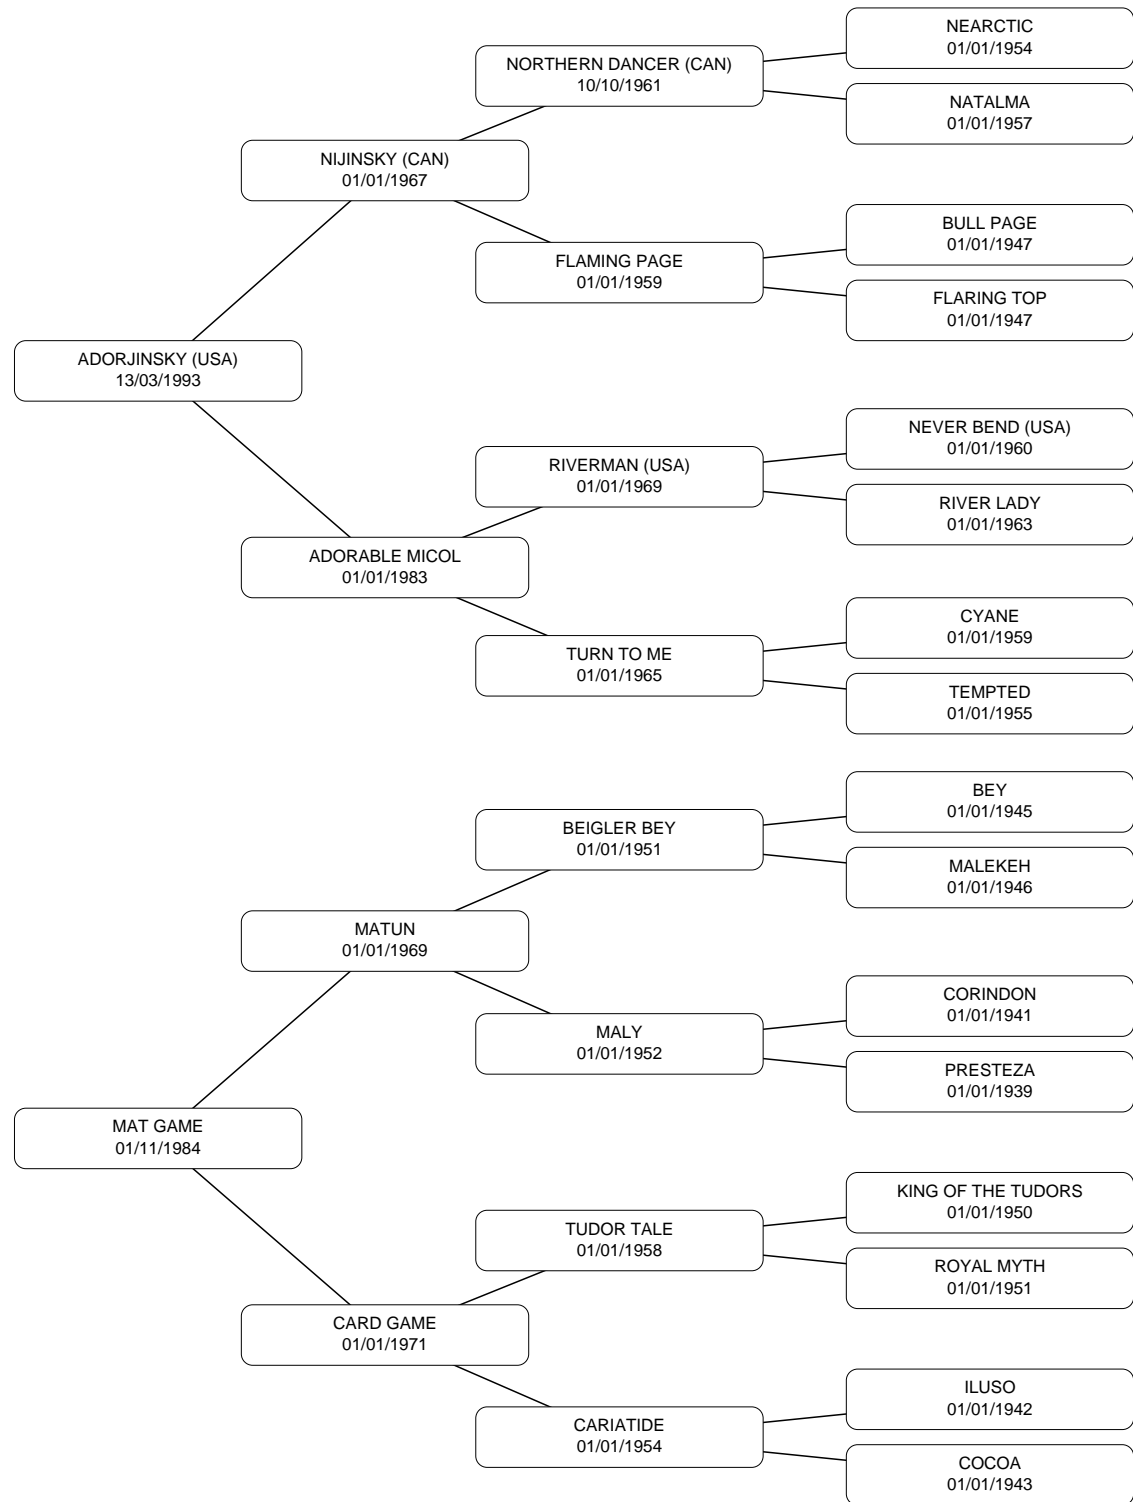 NEARCTIC
01/01/1954
NORTHERN DANCER (CAN)
10/10/1961
NATALMA
01/01/1957
NIJINSKY (CAN)
01/01/1967
BULL PAGE
01/01/1947
FLAMING PAGE
01/01/1959
FLARING TOP
01/01/1947
ADORJINSKY (USA)
13/03/1993
NEVER BEND (USA)
01/01/1960
RIVERMAN (USA)
01/01/1969
RIVER LADY
01/01/1963
ADORABLE MICOL
01/01/1983
CYANE
01/01/1959
TURN TO ME
01/01/1965
TEMPTED
01/01/1955
BEY
01/01/1945
BEIGLER BEY
01/01/1951
MALEKEH
01/01/1946
MATUN
01/01/1969
CORINDON
01/01/1941
MALY
01/01/1952
PRESTEZA
01/01/1939
MAT GAME
01/11/1984
KING OF THE TUDORS
01/01/1950
TUDOR TALE
01/01/1958
ROYAL MYTH
01/01/1951
CARD GAME
01/01/1971
ILUSO
01/01/1942
CARIATIDE
01/01/1954
COCOA
01/01/1943